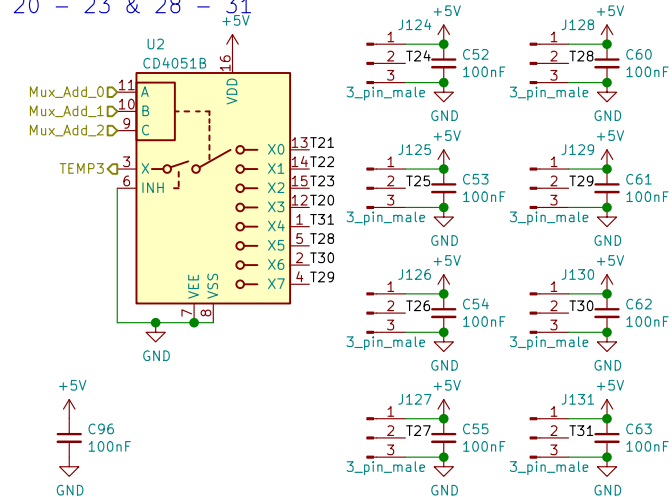 20 - 23 & 28 - 31
+5V
U2
CD4051B
16
VDD
Mux_Add_0 11 A
Mux_Add_1 10 B
Mux_Add_2 9 C
TEMP3 3 X
6 INH
X0 13 T21
X1 14 T22
X2 15 T23
X3 12 T20
X4 1 T31
X5 5 T28
X6 2 T30
X7 4 T29
VEE VSS
7 8
GND
+5V
C96
100nF
GND
+5V
J124
1
2 T24
3
3_pin_male
C52
100nF
GND
+5V
J125
1
2 T25
3
3_pin_male
C53
100nF
GND
+5V
J126
1
2 T26
3
3_pin_male
C54
100nF
GND
+5V
J127
1
2 T27
3
3_pin_male
C55
100nF
GND
+5V
J128
1
2 T28
3
3_pin_male
C60
100nF
GND
+5V
J129
1
2 T29
3
3_pin_male
C61
100nF
GND
+5V
J130
1
2 T30
3
3_pin_male
C62
100nF
GND
+5V
J131
1
2 T31
3
3_pin_male
C63
100nF
GND